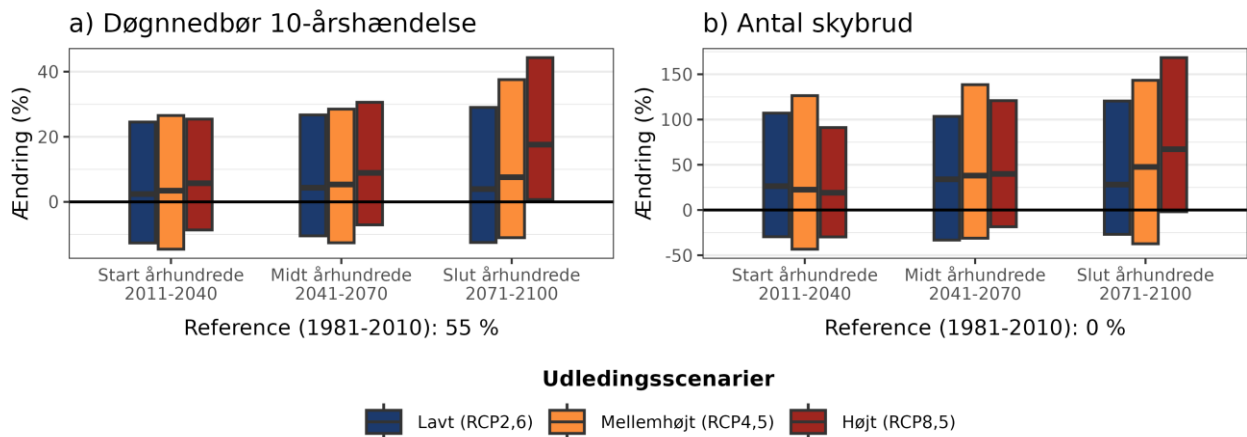 a) Døgnnedbør 10-årshændelse
b) Antal skybrud
Ændring (%)
40
20
0
Start århundrede
2011-2040
Midt århundrede
2041-2070
Slut århundrede
2071-2100
Reference (1981-2010): 55 %
Ændring (%)
150
100
50
0
-50
Start århundrede
2011-2040
Midt århundrede
2041-2070
Slut århundrede
2071-2100
Reference (1981-2010): 0 %
Udledingsscenarier
Lavt (RCP2,6)
Mellemhøjt (RCP4,5)
Højt (RCP8,5)